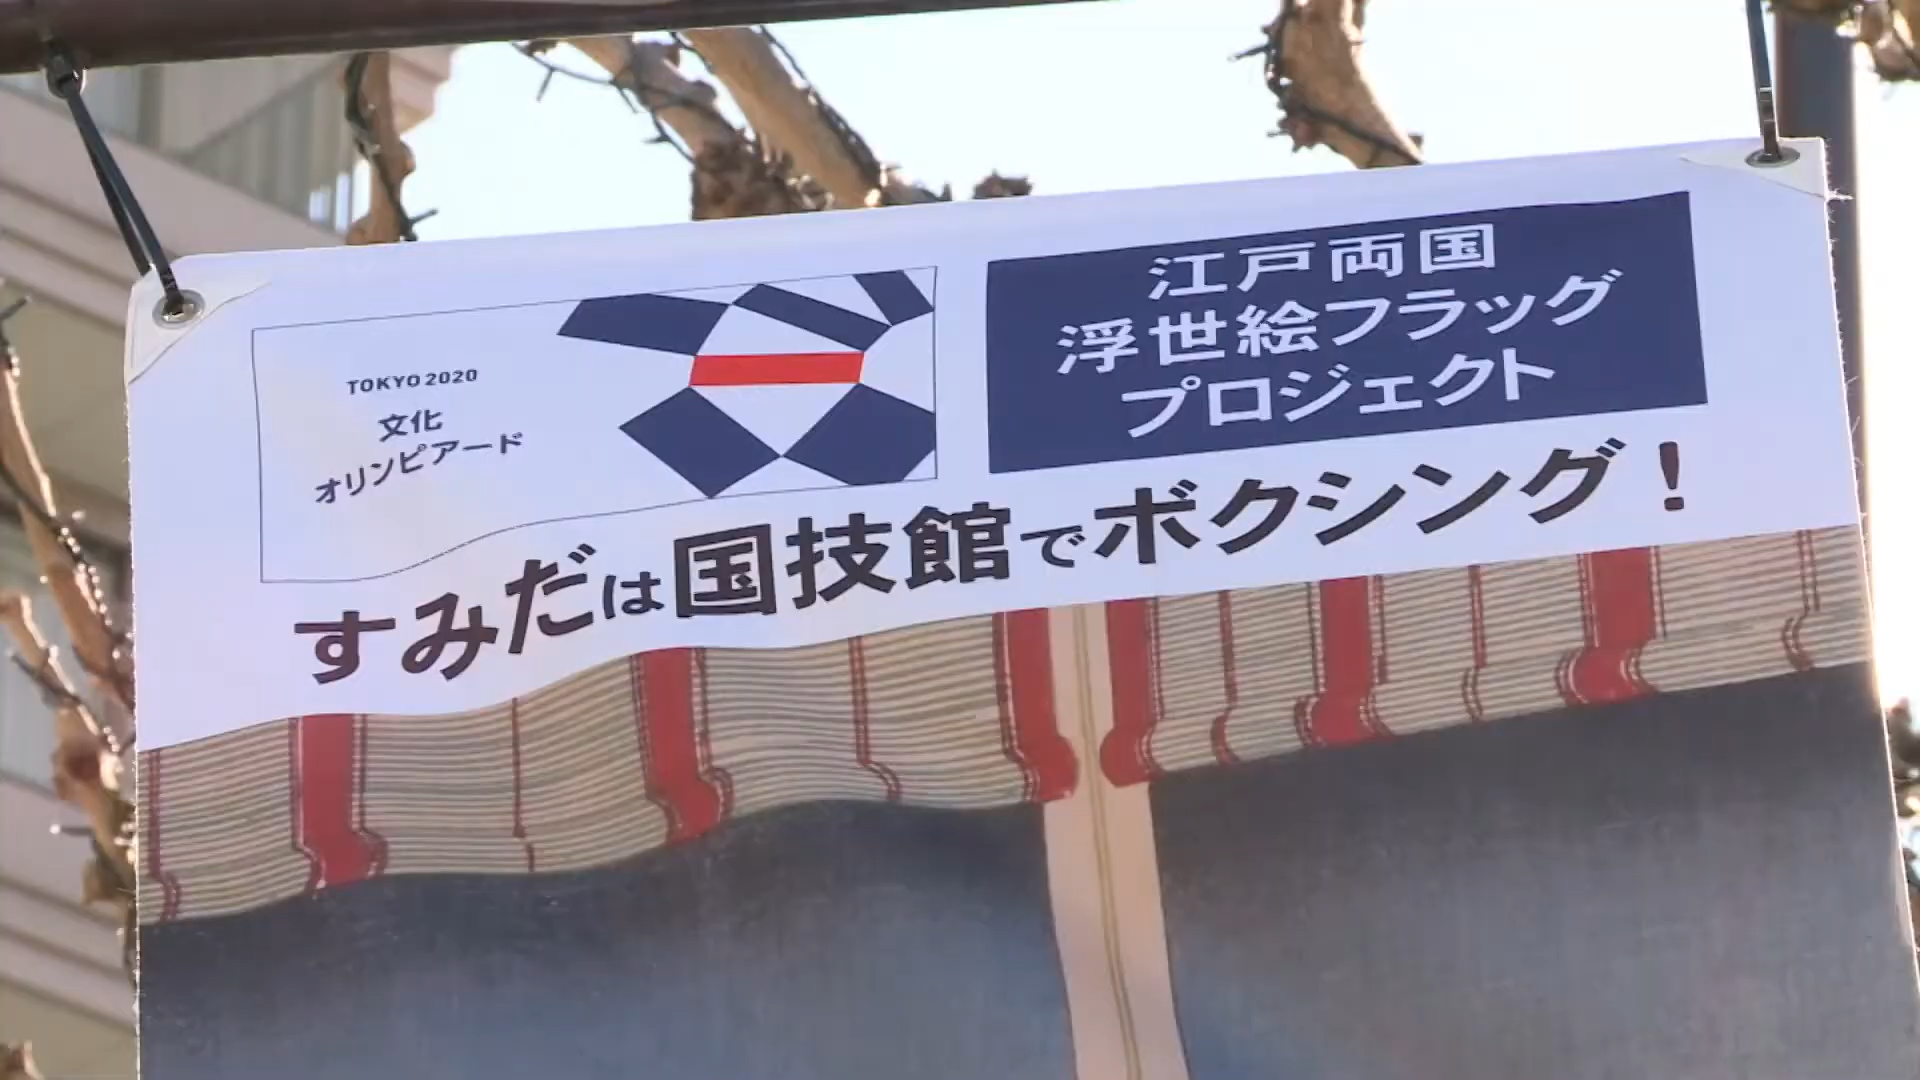 TOKYO 2020
文化
オリンピアード
江戸両国
浮世絵フラッグ
プロジェクト
すみだは国技館でボクシング！